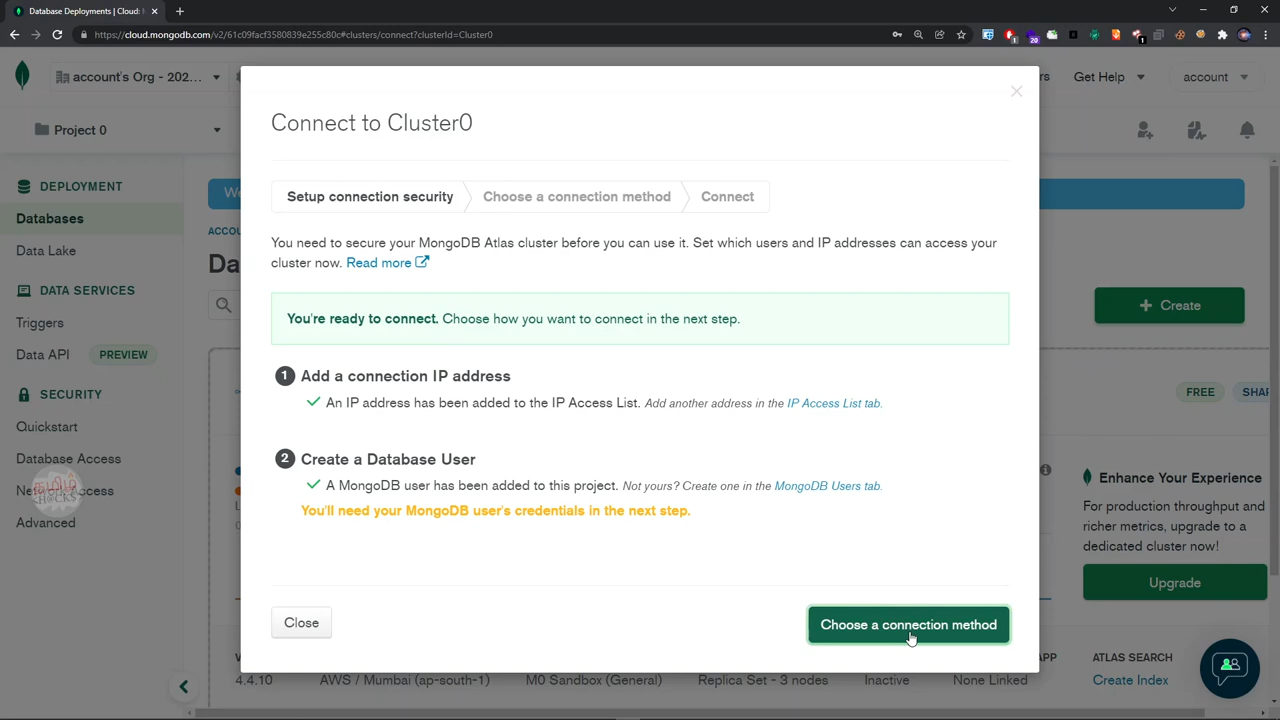 Database Deployments | Cloud:
https://cloud.mongodb.com/v2/61c09facf3580839e255c80c#clusters/connect?clusterId=Cluster0
1
20
1
account's Org - 202...
Get Help
account
Project 0
DEPLOYMENT
Databases
Data Lake
DATA SERVICES
Triggers
Data API
PREVIEW
SECURITY
Quickstart
Database Access
Advanced
Connect to Cluster0
Setup connection security
Choose a connection method
Connect
You need to secure your MongoDB Atlas cluster before you can use it. Set which users and IP addresses can access your
cluster now. Read more
You're ready to connect. Choose how you want to connect in the next step.
1 Add a connection IP address
An IP address has been added to the IP Access List. Add another address in the IP Access List tab.
2 Create a Database User
A MongoDB user has been added to this project. Not yours? Create one in the MongoDB Users tab.
You'll need your MongoDB user's credentials in the next step.
Close
Choose a connection method
+ Create
FREE
SHAR
Enhance Your Experience
For production throughput and
richer metrics, upgrade to a
dedicated cluster now!
Upgrade
APP
ATLAS SEARCH
4.4.10
AWS / Mumbai (ap-south-1)
M0 Sandbox (General)
Replica Set - 3 nodes
Inactive
None Linked
Create Index